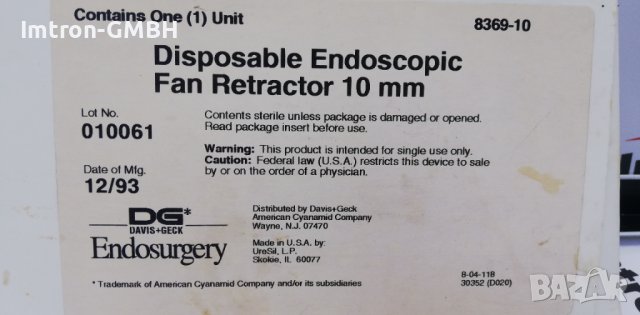 Imtron-GMBH
Contains One (1) Unit
8369-10
Disposable Endoscopic
Fan Retractor 10 mm
Lot No.
010061
Contents sterile unless package is damaged or opened.
Read package insert before use.
Warning: This product is intended for single use only.
Caution: Federal law (U.S.A.) restricts this device to sale
by or on the order of a physician.
Date of Mfg.
12/93
DG*
DAVIS+GECK
Endosurgery
Distributed by Davis+Geck
American Cyanamid Company
Wayne, N.J. 07470
Made in U.S.A. by:
UreSil, L.P.
Skokie, IL 60077
* Trademark of American Cyanamid Company and/or its subsidiaries
8-04-118
30352 (D020)
BAZAR